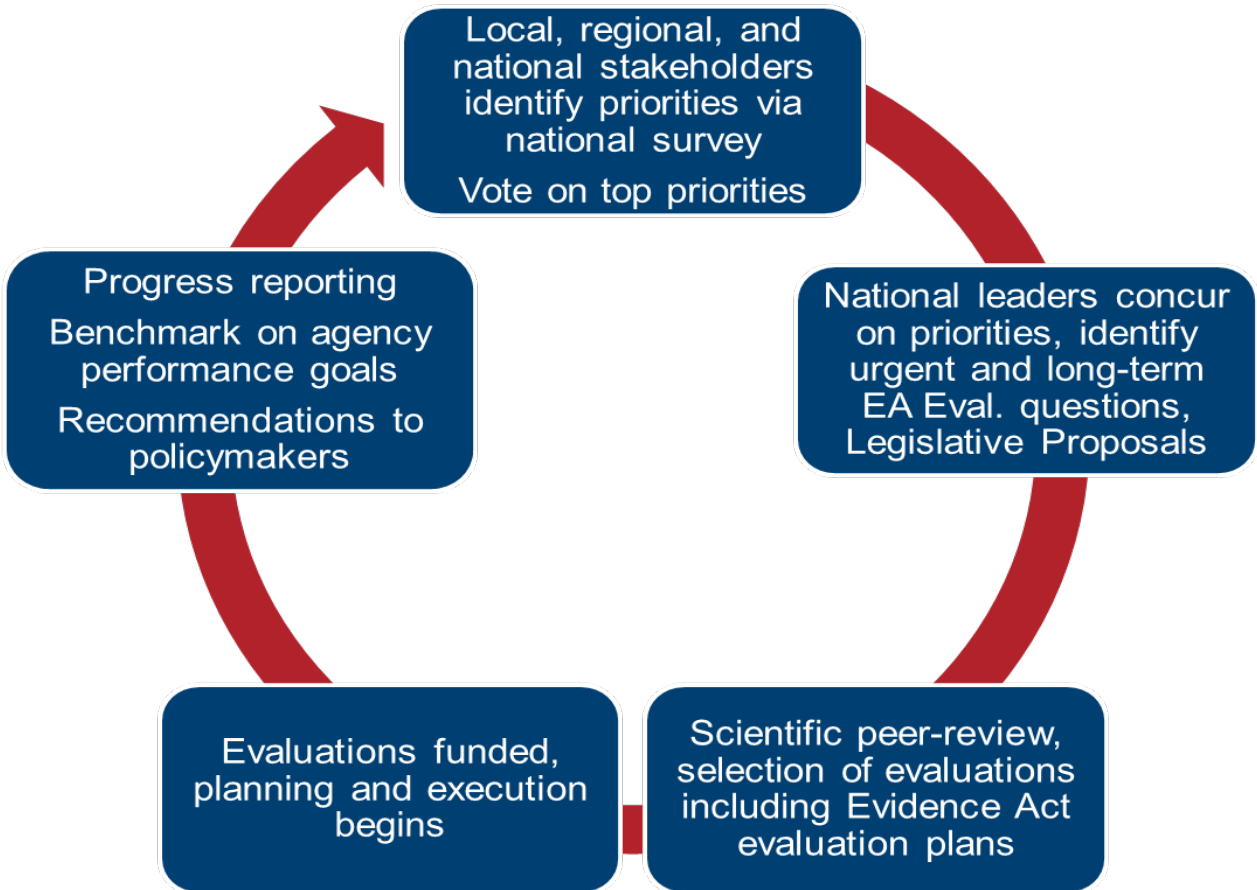 Local, regional, and
national stakeholders
identify priorities via
national survey
Vote on top priorities
National leaders concur
on priorities, identify
urgent and long-term
EA Eval. questions,
Legislative Proposals
Scientific peer-review,
selection of evaluations
including Evidence Act
evaluation plans
Evaluations funded,
planning and execution
begins
Progress reporting
Benchmark on agency
performance goals
Recommendations to
policymakers